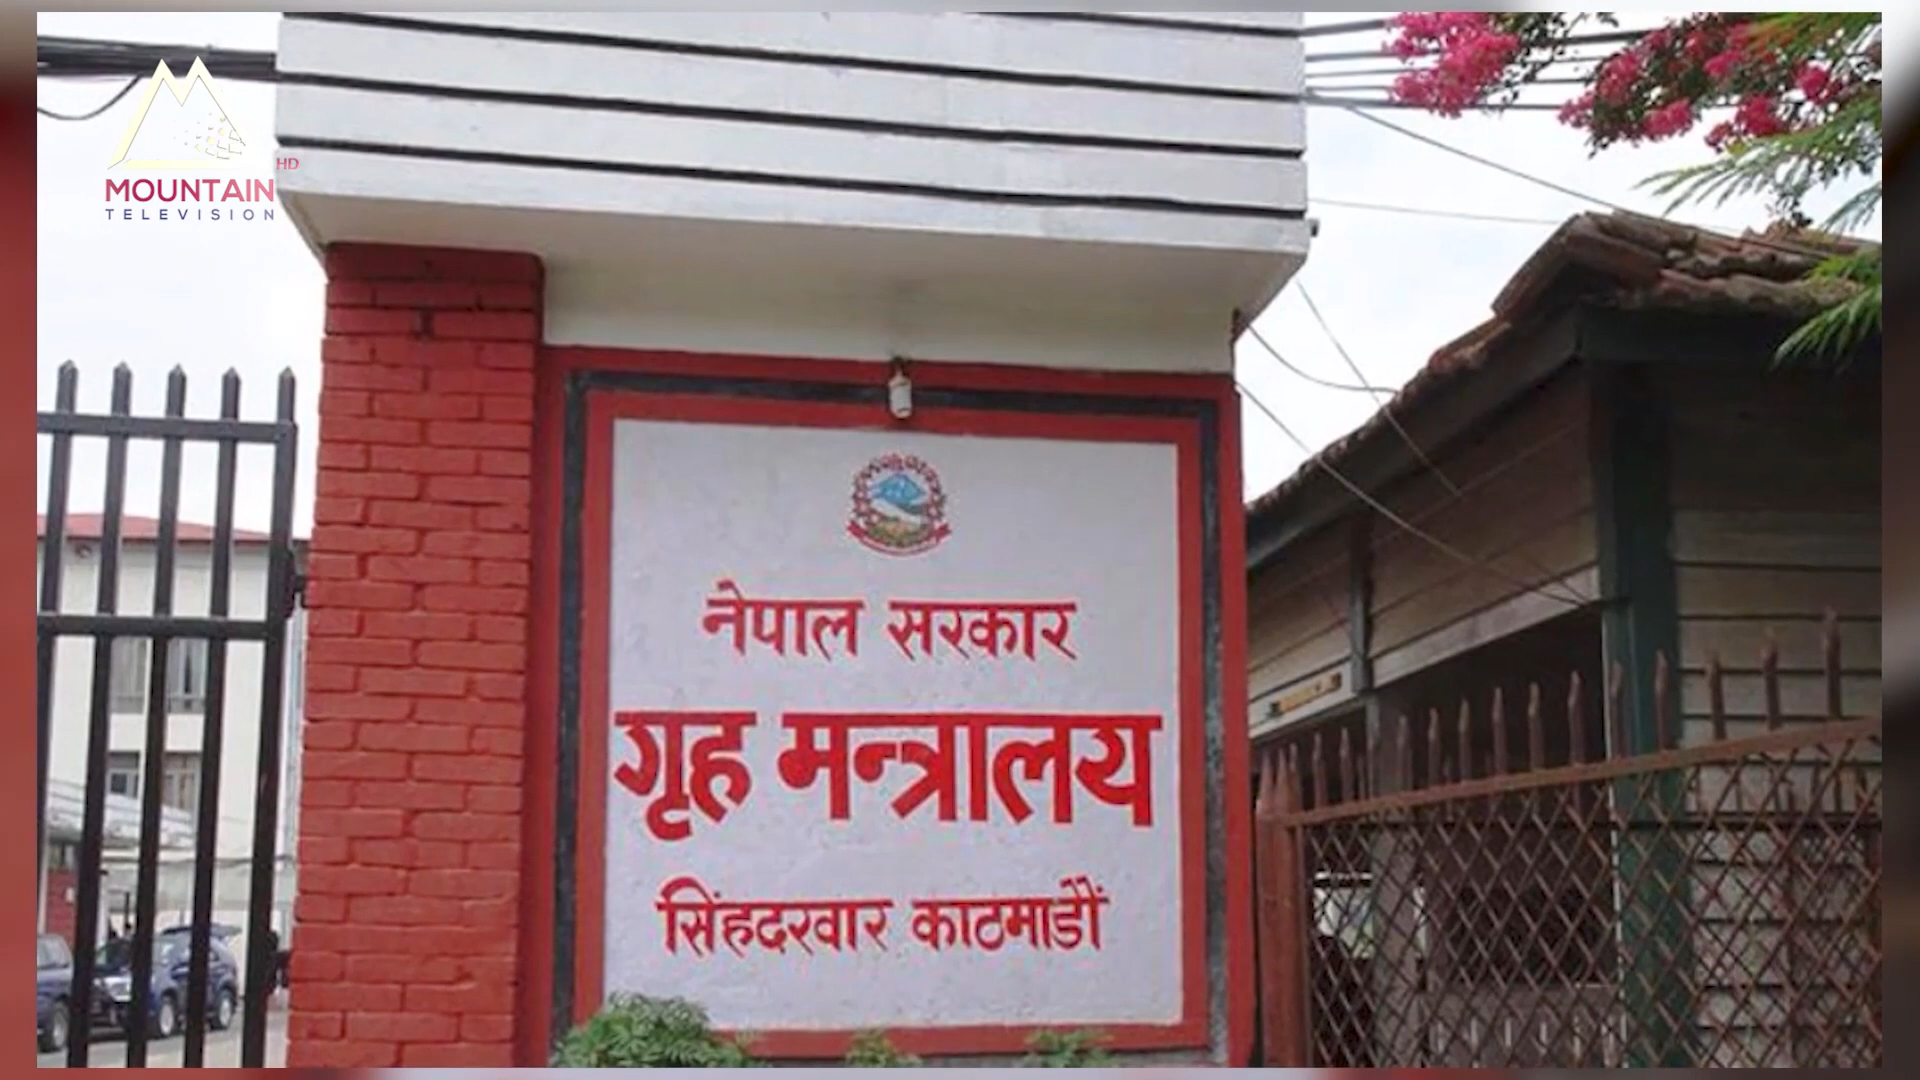 HD
MOUNTAIN
TELEVISION
नेपाल सरकार
गृह मन्त्रालय
सिंहदरवार काठमाडौं